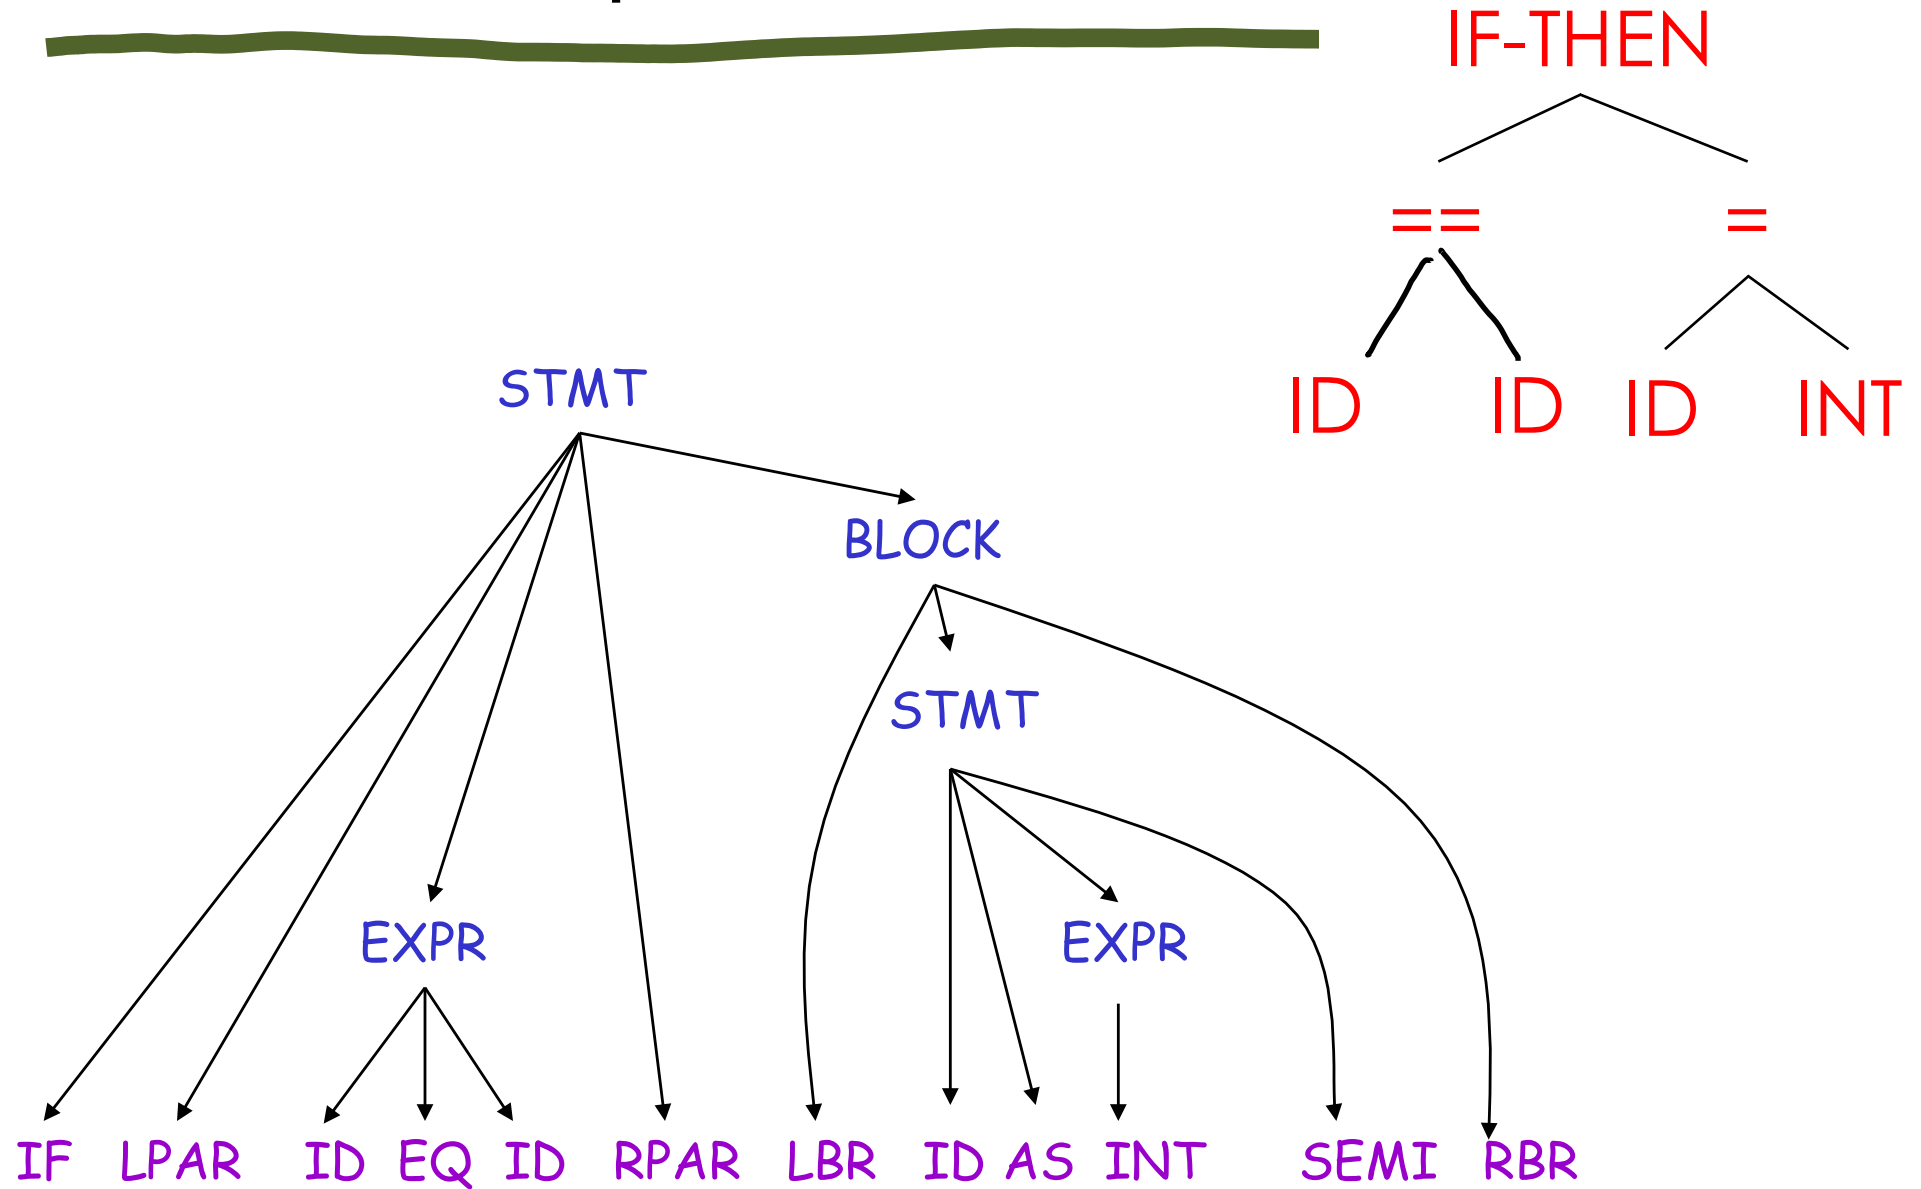 IF-THEN
== =
ID ID ID INT
STMT
BLOCK
STMT
EXPR EXPR
IF LPAR ID EQ ID RPAR LBR ID AS INT SEMI RBR